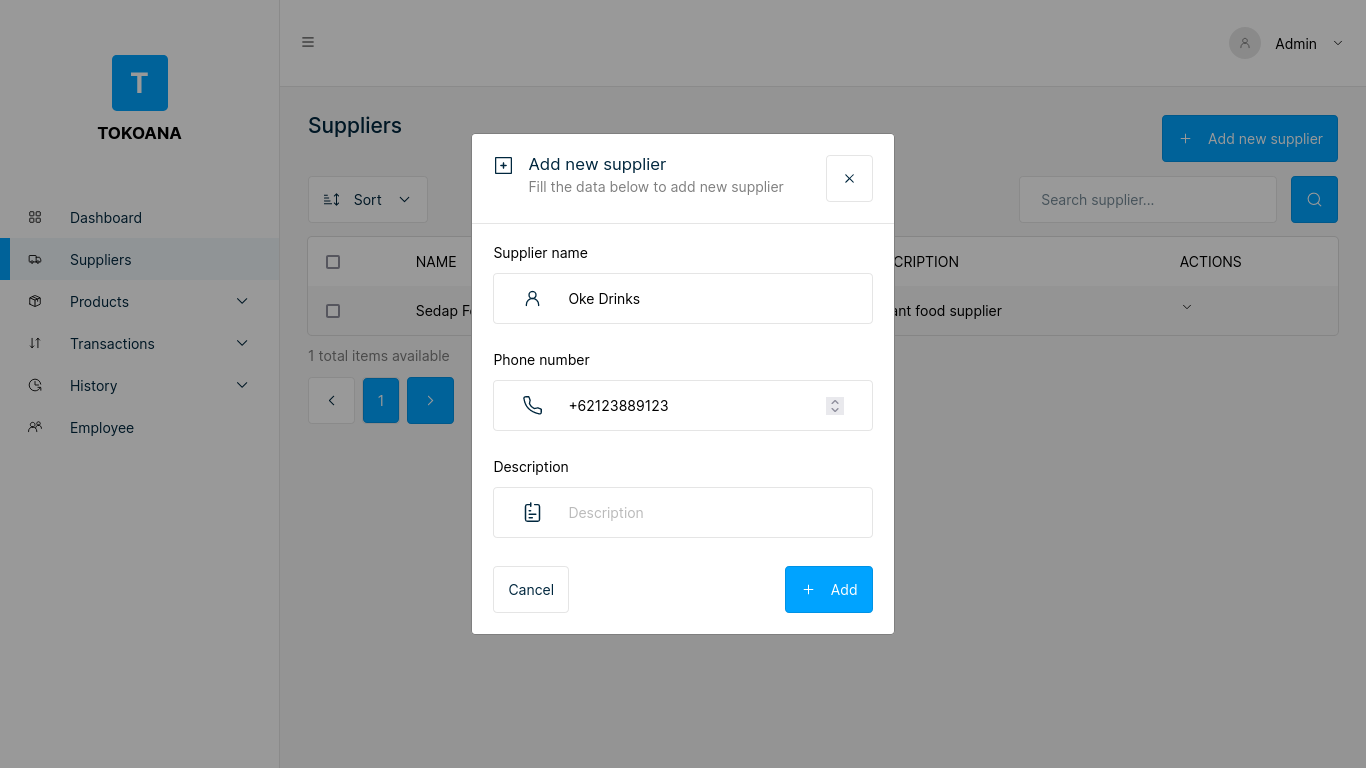 T
TOKOANA
Dashboard
Suppliers
Products
Transactions
History
Employee
Admin
Suppliers
+ Add new supplier
Sort
Search supplier...
NAME
CRIPTION
ACTIONS
Sedap F
ant food supplier
1 total items available
1
Add new supplier
Fill the data below to add new supplier
Supplier name
Oke Drinks
Phone number
+62123889123
Description
Description
Cancel
+ Add